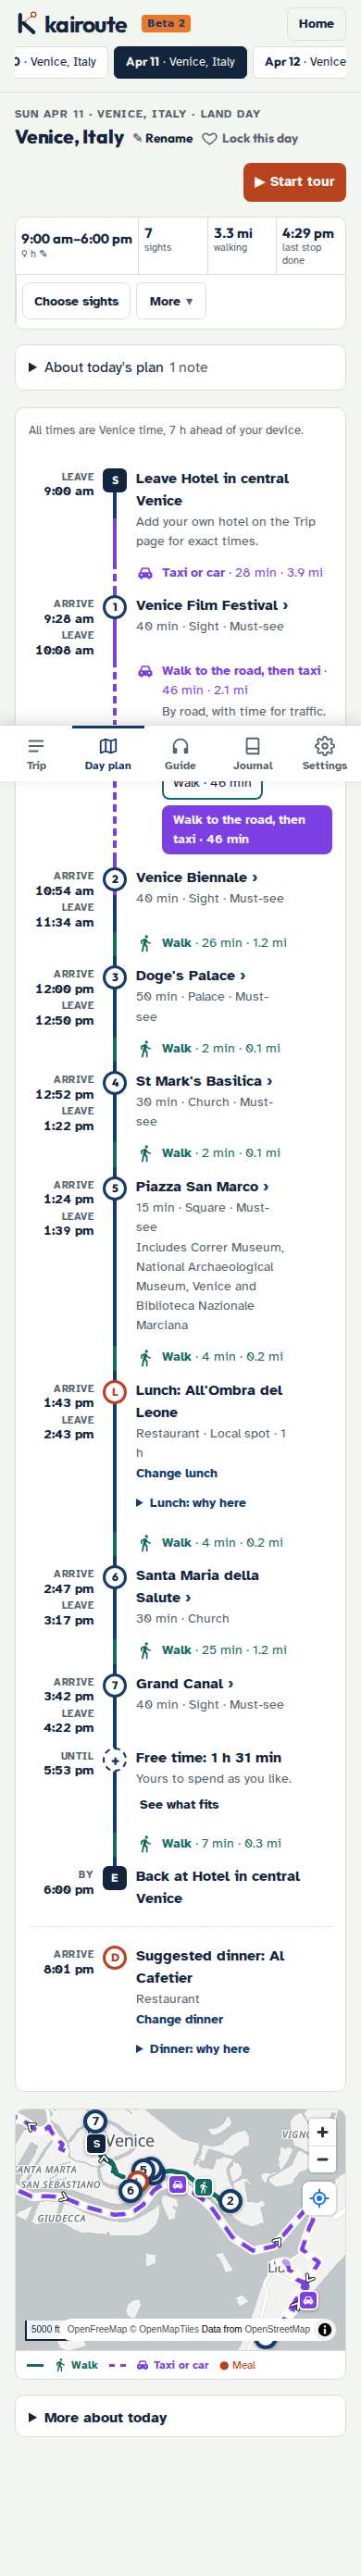 kairoute Beta 2 Home
· Venice, Italy Apr 11 · Venice, Italy Apr 12 · Venice
SUN APR 11 · VENICE, ITALY · LAND DAY
Venice, Italy ✎ Rename ♡ Lock this day
▶ Start tour
9:00 am–6:00 pm 7 3.3 mi 4:29 pm
9 h ✎ sights walking last stop
done
Choose sights More ▾
▶ About today's plan 1 note
All times are Venice time, 7 h ahead of your device.
LEAVE
9:00 am
S
Leave Hotel in central
Venice
Add your own hotel on the Trip
page for exact times.
Taxi or car · 28 min · 3.9 mi
ARRIVE
9:28 am
LEAVE
10:08 am
1
Venice Film Festival ›
40 min · Sight · Must-see
Walk to the road, then taxi ·
46 min · 2.1 mi
By road, with time for traffic.
Trip Day plan Guide Journal Settings
Walk · 46 min
Walk to the road, then
taxi · 46 min
ARRIVE
10:54 am
LEAVE
11:34 am
2
Venice Biennale ›
40 min · Sight · Must-see
Walk · 26 min · 1.2 mi
ARRIVE
12:00 pm
LEAVE
12:50 pm
3
Doge's Palace ›
50 min · Palace · Must-
see
Walk · 2 min · 0.1 mi
ARRIVE
12:52 pm
LEAVE
1:22 pm
4
St Mark's Basilica ›
30 min · Church · Must-
see
Walk · 2 min · 0.1 mi
ARRIVE
1:24 pm
LEAVE
1:39 pm
5
Piazza San Marco ›
15 min · Square · Must-
see
Includes Correr Museum,
National Archaeological
Museum, Venice and
Biblioteca Nazionale
Marciana
Walk · 4 min · 0.2 mi
ARRIVE
1:43 pm
LEAVE
2:43 pm
L
Lunch: All'Ombra del
Leone
Restaurant · Local spot · 1
h
Change lunch
▶ Lunch: why here
Walk · 4 min · 0.2 mi
ARRIVE
2:47 pm
LEAVE
3:17 pm
6
Santa Maria della
Salute ›
30 min · Church
Walk · 25 min · 1.2 mi
ARRIVE
3:42 pm
LEAVE
4:22 pm
7
Grand Canal ›
40 min · Sight · Must-see
UNTIL
5:53 pm
+
Free time: 1 h 31 min
Yours to spend as you like.
See what fits
Walk · 7 min · 0.3 mi
BY
6:00 pm
E
Back at Hotel in central
Venice
ARRIVE
8:01 pm
D
Suggested dinner: Al
Cafetier
Restaurant
Change dinner
▶ Dinner: why here
7
S Venice
ANTA MARTA 5
SAN SEBASTIANO 6 2
GIUDECCA
+
−
5000 ft OpenFreeMap © OpenMapTiles Data from OpenStreetMap
Walk Taxi or car Meal
▶ More about today